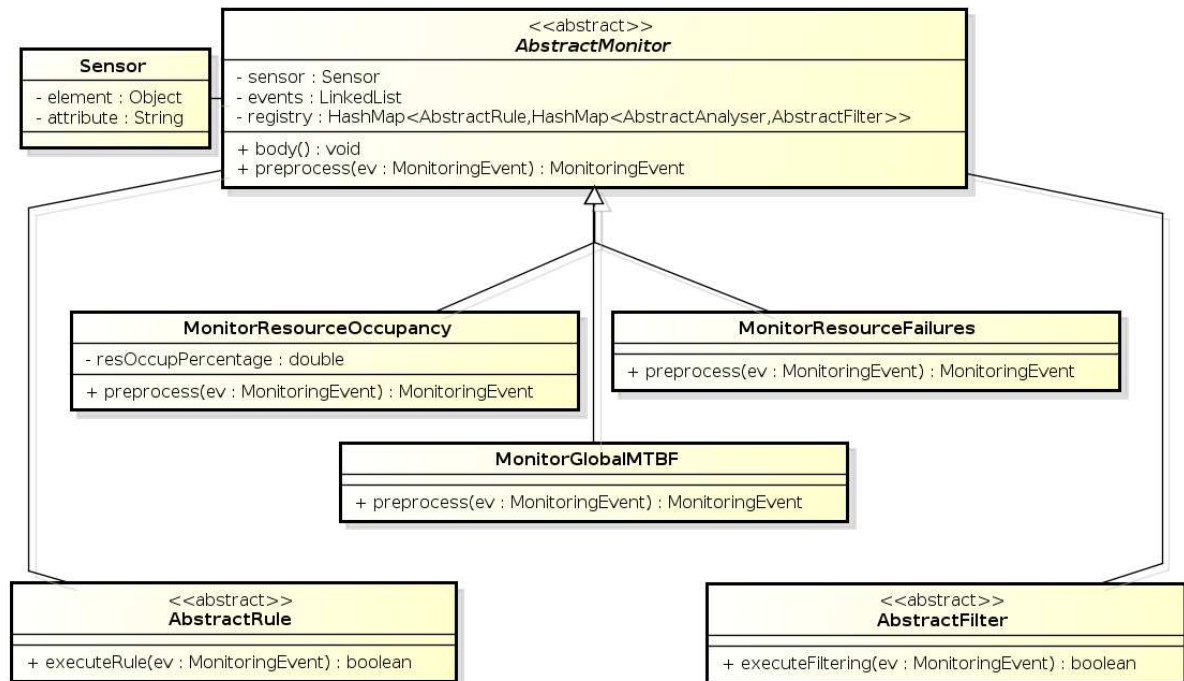 <<abstract>>
AbstractMonitor
- sensor : Sensor
- events : LinkedList
- registry : HashMap<AbstractRule,HashMap<AbstractAnalyser,AbstractFilter>>
+ body() : void
+ preprocess(ev : MonitoringEvent) : MonitoringEvent
Sensor
- element : Object
- attribute : String
MonitorResourceOccupancy
- resOccupPercentage : double
+ preprocess(ev : MonitoringEvent) : MonitoringEvent
MonitorResourceFailures
+ preprocess(ev : MonitoringEvent) : MonitoringEvent
MonitorGlobalMTBF
+ preprocess(ev : MonitoringEvent) : MonitoringEvent
<<abstract>>
AbstractRule
+ executeRule(ev : MonitoringEvent) : boolean
<<abstract>>
AbstractFilter
+ executeFiltering(ev : MonitoringEvent) : boolean